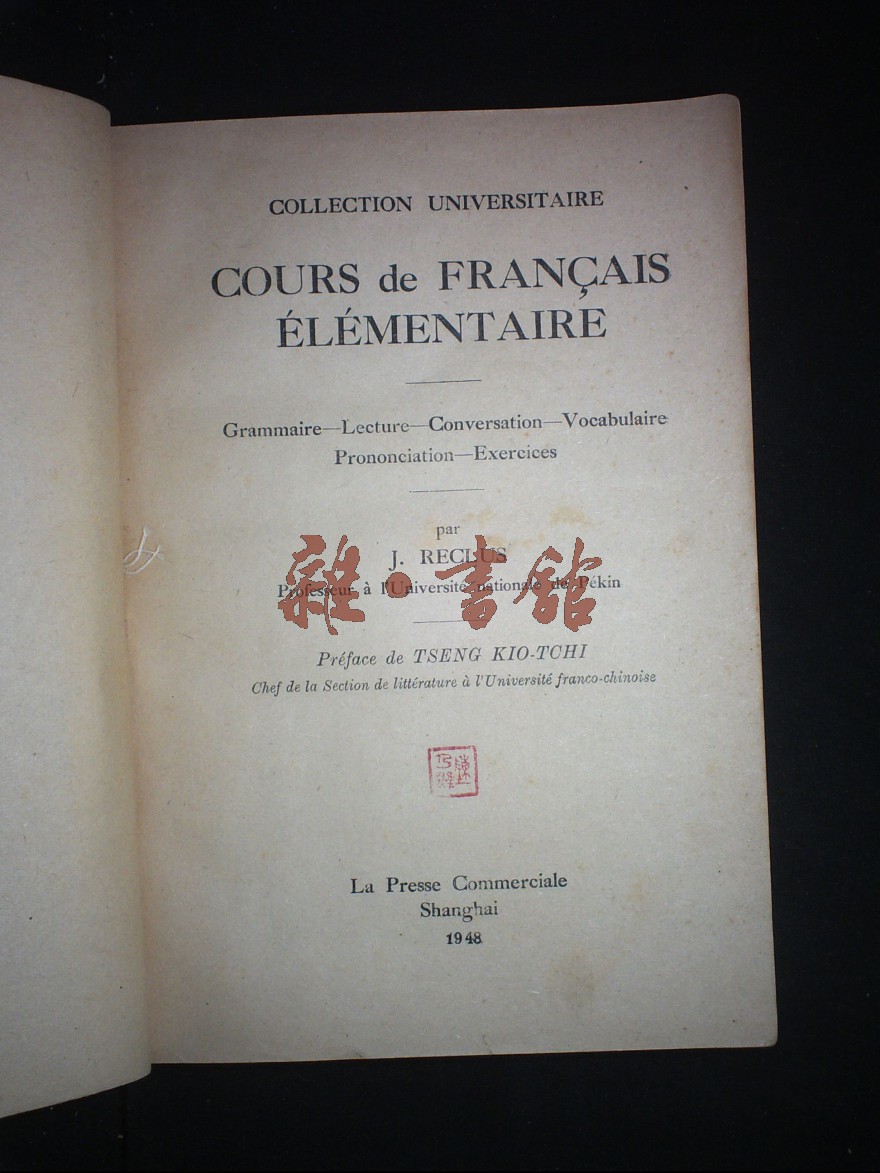 COLLECTION UNIVERSITAIRE
COURS de FRANÇAIS
ÉLÉMENTAIRE
Grammaire—Lecture—Conversation—Vocabulaire
Prononciation—Exercices
par
J. RECLUS
Professeur à l'Université nationale de Pékin
雜·書館
Préface de TSENG KIO-TCHI
Chef de la Section de littérature à l'Université franco-chinoise
La Presse Commerciale
Shanghai
1948